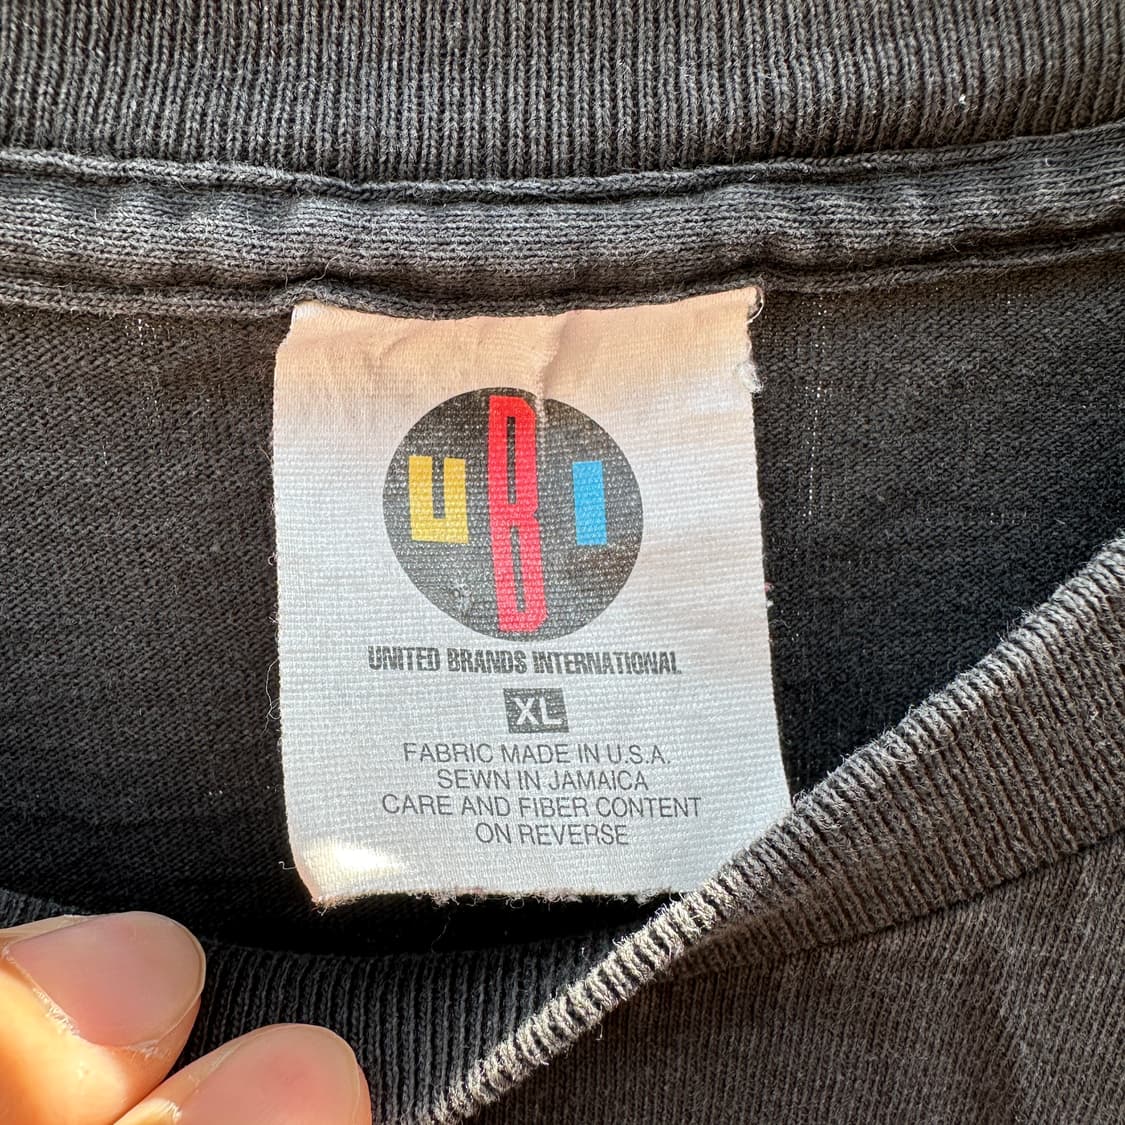 UBI
UNITED BRANDS INTERNATIONAL
XL
FABRIC MADE IN U.S.A.
SEWN IN JAMAICA
CARE AND FIBER CONTENT
ON REVERSE